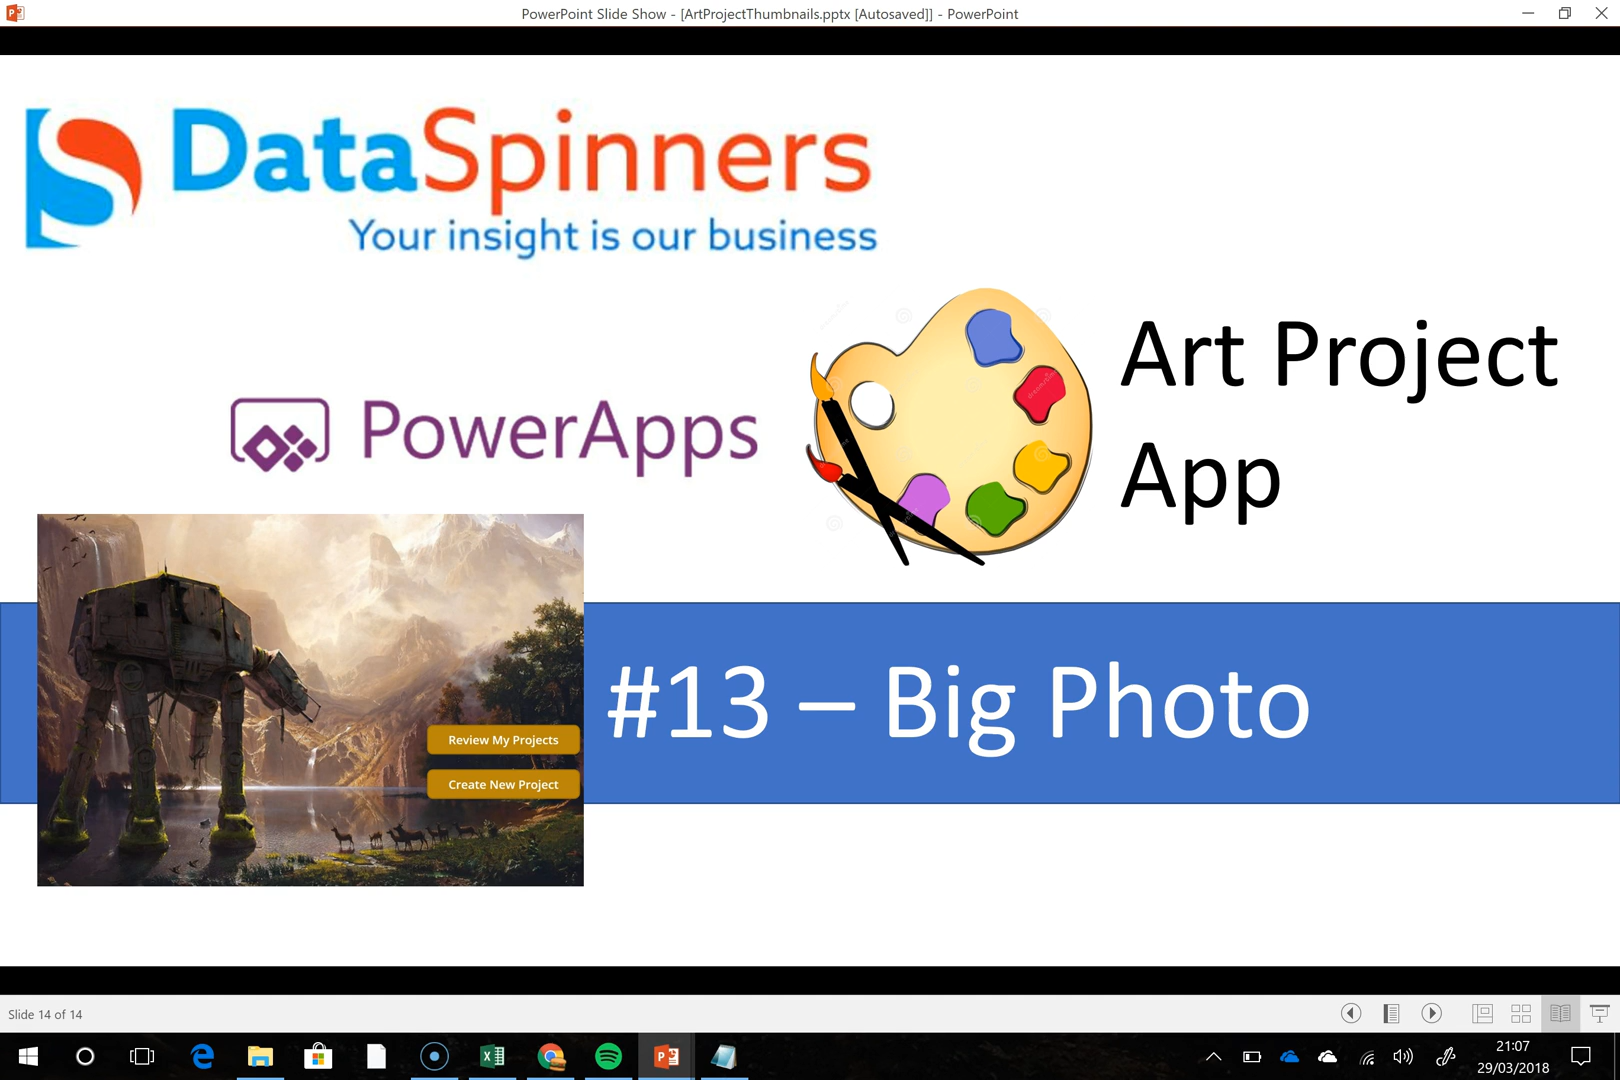 PowerPoint Slide Show - [ArtProjectThumbnails.pptx [Autosaved]] - PowerPoint
DataSpinners
Your insight is our business
PowerApps
Art Project
App
#13 – Big Photo
Review My Projects
Create New Project
Slide 14 of 14
21:07
29/03/2018